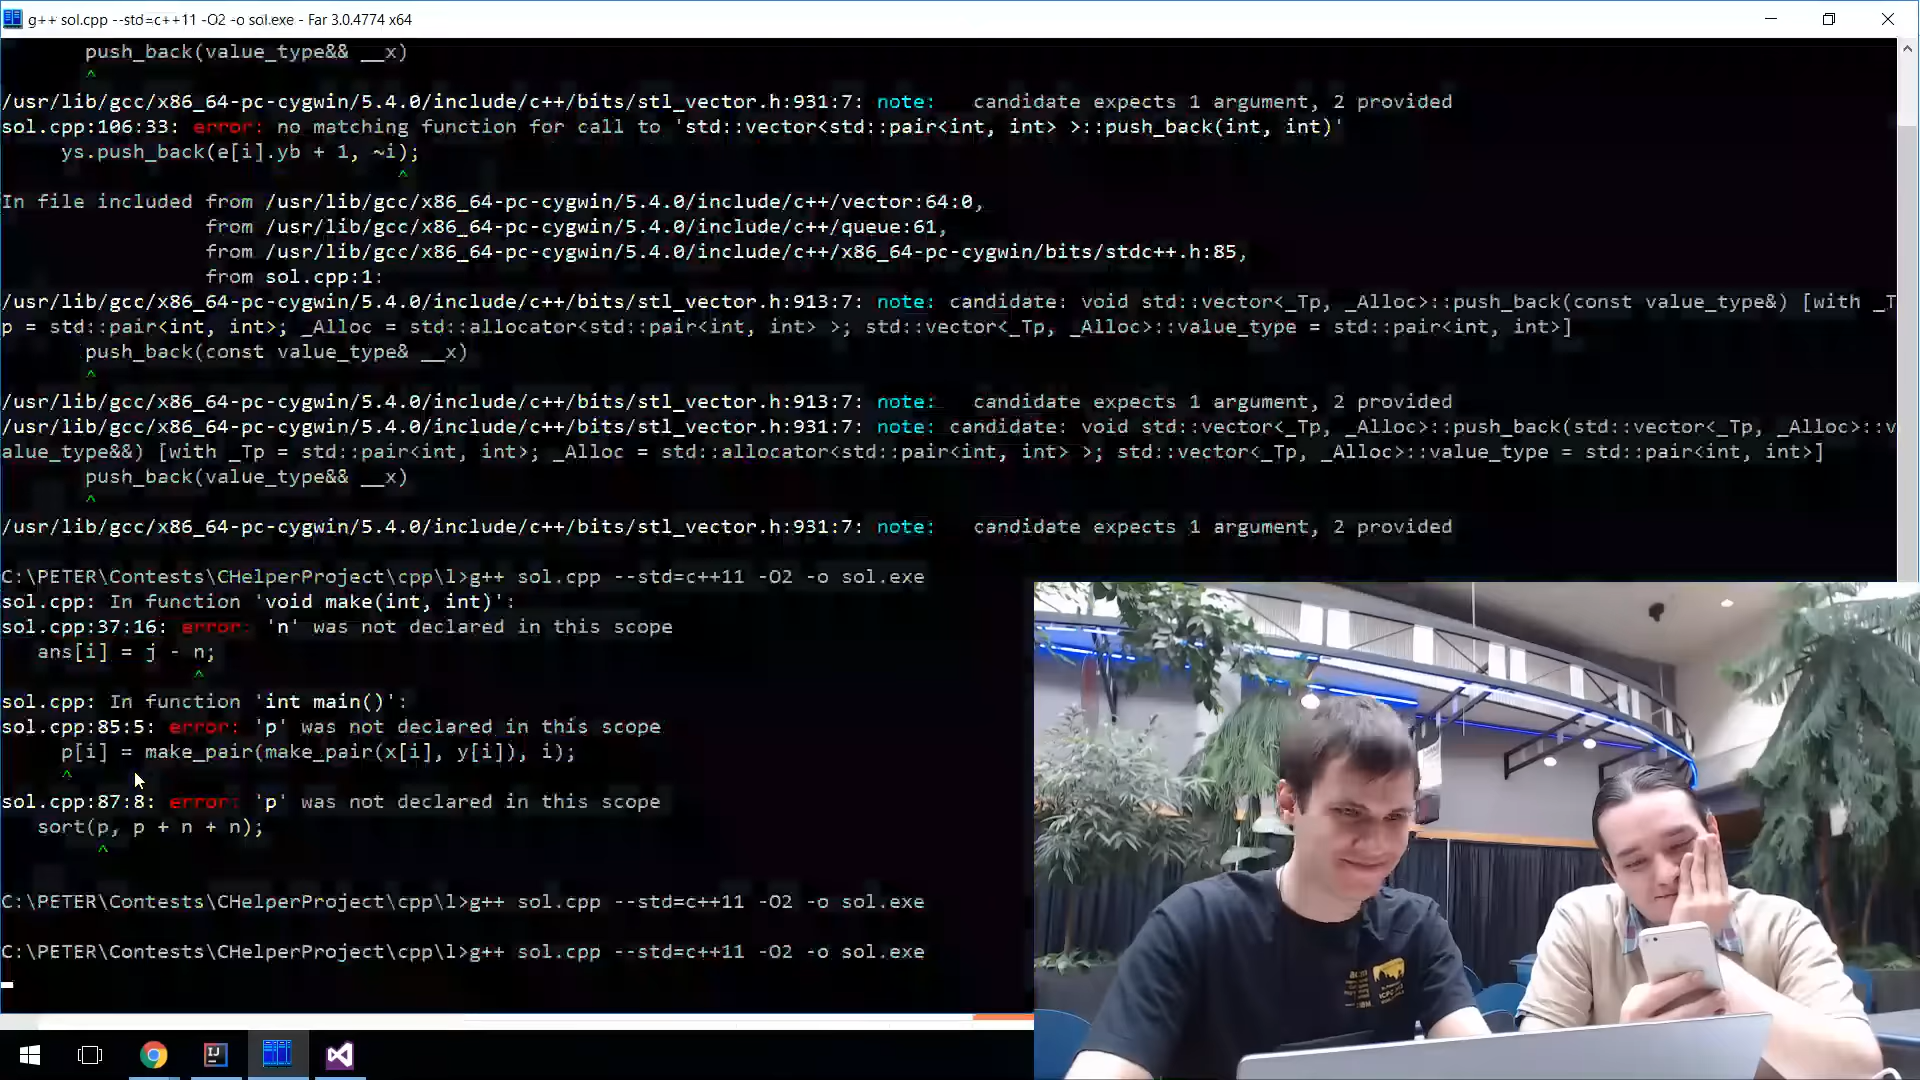 g++ sol.cpp --std=c++11 -O2 -o sol.exe - Far 3.0.4774 x64
push_back(value_type&& __x)
^
/usr/lib/gcc/x86_64-pc-cygwin/5.4.0/include/c++/bits/stl_vector.h:931:7: note:   candidate expects 1 argument, 2 provided
sol.cpp:106:33: error: no matching function for call to 'std::vector<std::pair<int, int> >::push_back(int, int)'
ys.push_back(e[i].yb + 1, ~i);
^
In file included from /usr/lib/gcc/x86_64-pc-cygwin/5.4.0/include/c++/vector:64:0,
from /usr/lib/gcc/x86_64-pc-cygwin/5.4.0/include/c++/queue:61,
from /usr/lib/gcc/x86_64-pc-cygwin/5.4.0/include/c++/x86_64-pc-cygwin/bits/stdc++.h:85,
from sol.cpp:1:
/usr/lib/gcc/x86_64-pc-cygwin/5.4.0/include/c++/bits/stl_vector.h:913:7: note: candidate: void std::vector<_Tp, _Alloc>::push_back(const value_type&) [with _T
p = std::pair<int, int>; _Alloc = std::allocator<std::pair<int, int> >; std::vector<_Tp, _Alloc>::value_type = std::pair<int, int>]
push_back(const value_type& __x)
^
/usr/lib/gcc/x86_64-pc-cygwin/5.4.0/include/c++/bits/stl_vector.h:913:7: note:   candidate expects 1 argument, 2 provided
/usr/lib/gcc/x86_64-pc-cygwin/5.4.0/include/c++/bits/stl_vector.h:931:7: note: candidate: void std::vector<_Tp, _Alloc>::push_back(std::vector<_Tp, _Alloc>::v
alue_type&&) [with _Tp = std::pair<int, int>; _Alloc = std::allocator<std::pair<int, int> >; std::vector<_Tp, _Alloc>::value_type = std::pair<int, int>]
push_back(value_type&& __x)
^
/usr/lib/gcc/x86_64-pc-cygwin/5.4.0/include/c++/bits/stl_vector.h:931:7: note:   candidate expects 1 argument, 2 provided
C:\PETER\Contests\CHelperProject\cpp\l>g++ sol.cpp --std=c++11 -O2 -o sol.exe
sol.cpp: In function 'void make(int, int)':
sol.cpp:37:16: error: 'n' was not declared in this scope
ans[i] = j - n;
^
sol.cpp: In function 'int main()':
sol.cpp:85:5: error: 'p' was not declared in this scope
p[i] = make_pair(make_pair(x[i], y[i]), i);
^
sol.cpp:87:8: error: 'p' was not declared in this scope
sort(p, p + n + n);
^
C:\PETER\Contests\CHelperProject\cpp\l>g++ sol.cpp --std=c++11 -O2 -o sol.exe
C:\PETER\Contests\CHelperProject\cpp\l>g++ sol.cpp --std=c++11 -O2 -o sol.exe
IJ